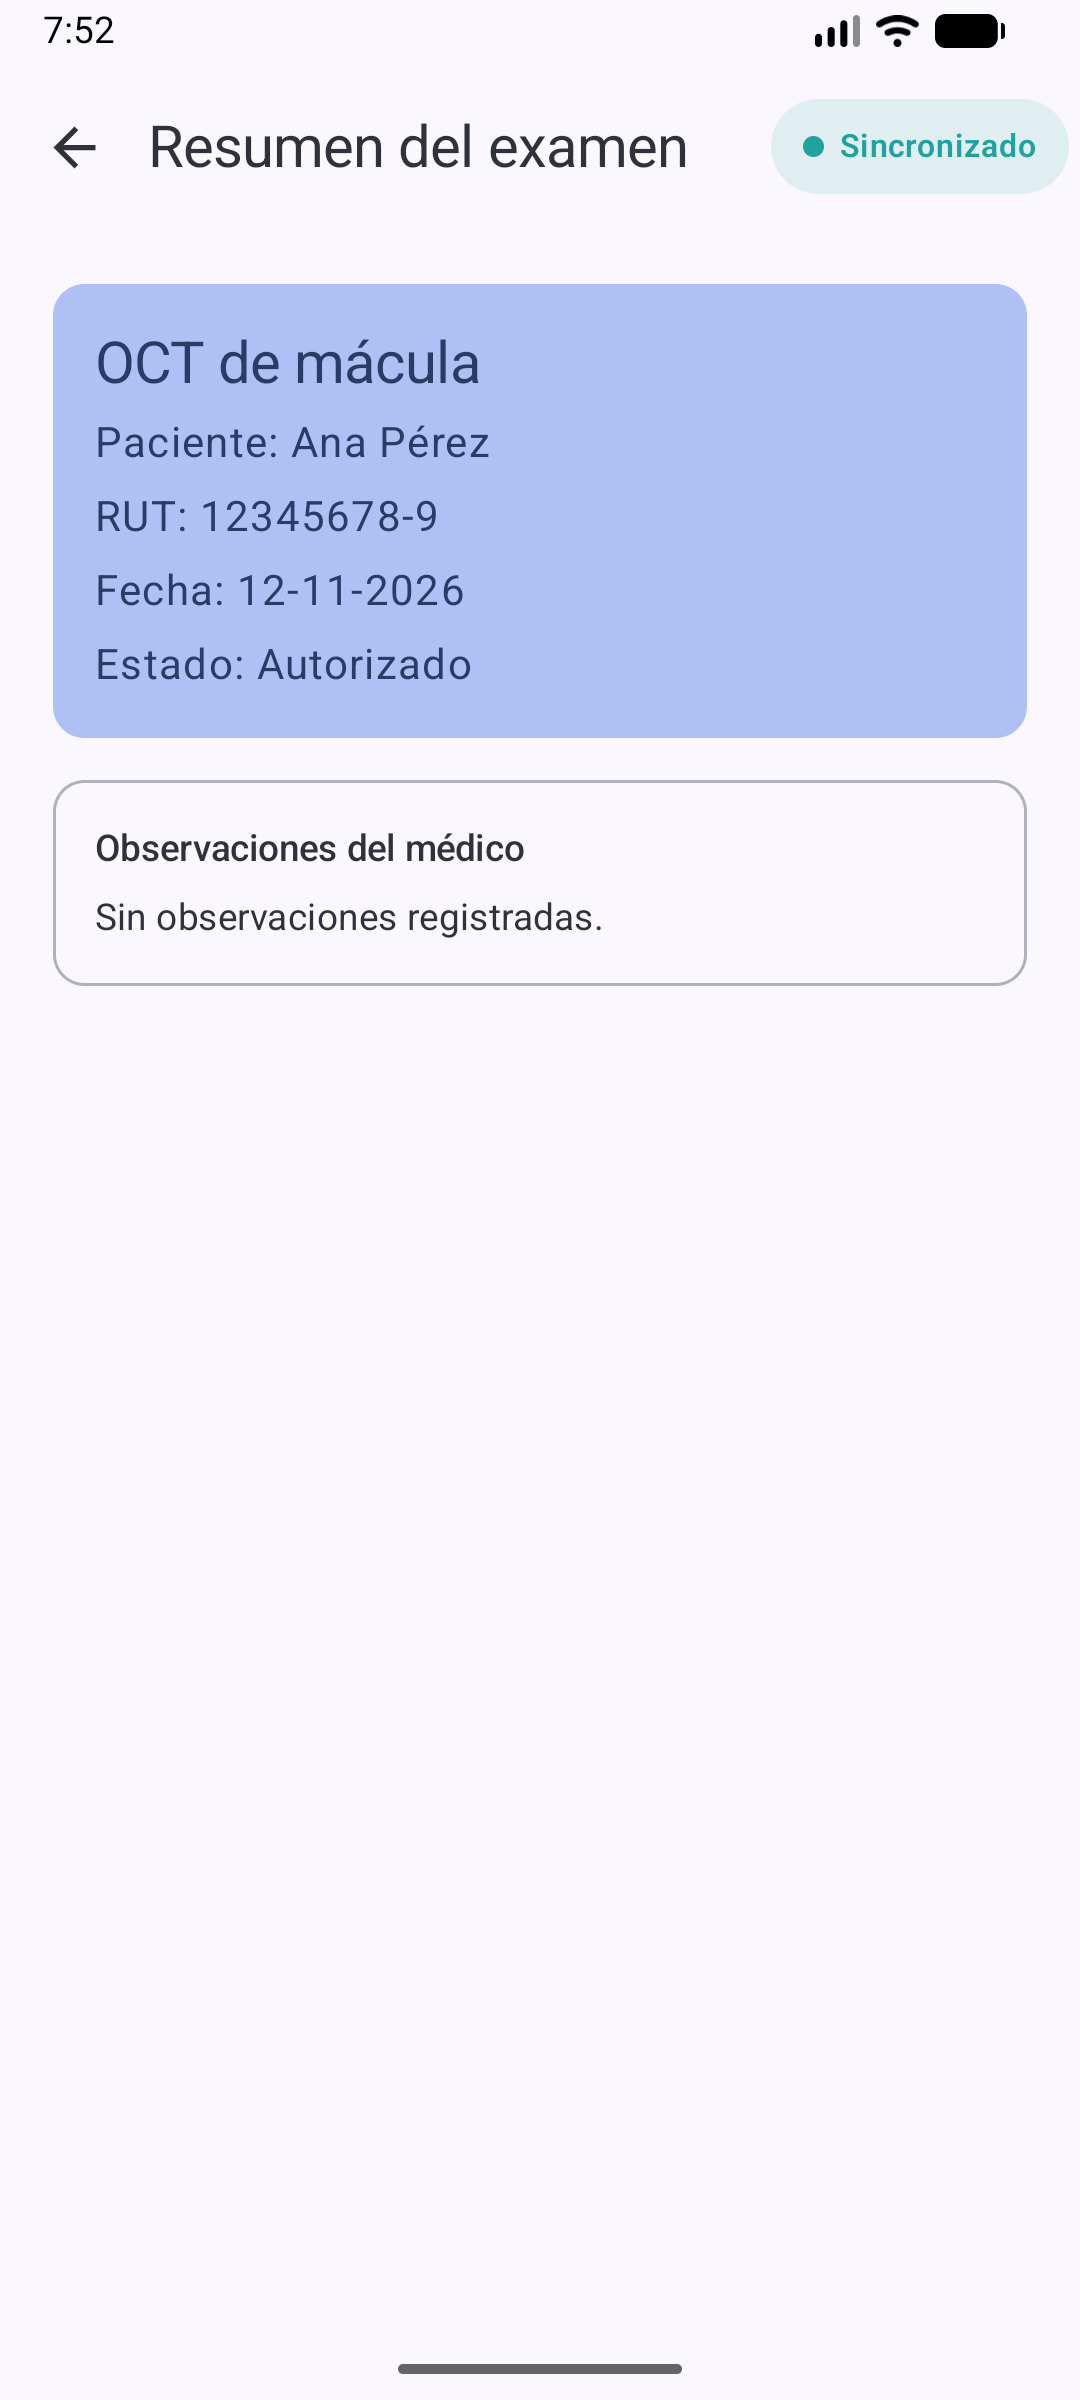 7:52
Resumen del examen
Sincronizado
OCT de mácula
Paciente: Ana Pérez
RUT: 12345678-9
Fecha: 12-11-2026
Estado: Autorizado
Observaciones del médico
Sin observaciones registradas.